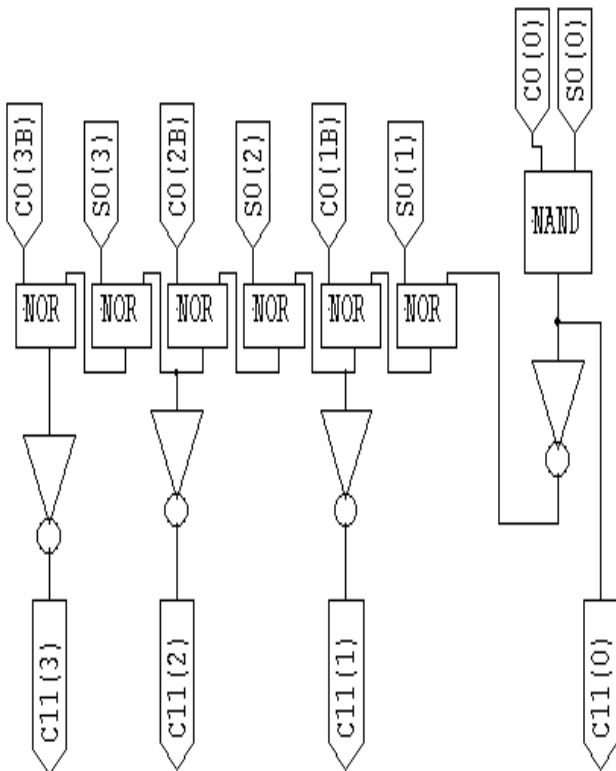 CO(0)
SO(0)
CO(3B)
SO(3)
CO(2B)
SO(2)
CO(1B)
SO(1)
NAND
NOR
NOR
NOR
NOR
NOR
NOR
C11(3)
C11(2)
C11(1)
C11(0)